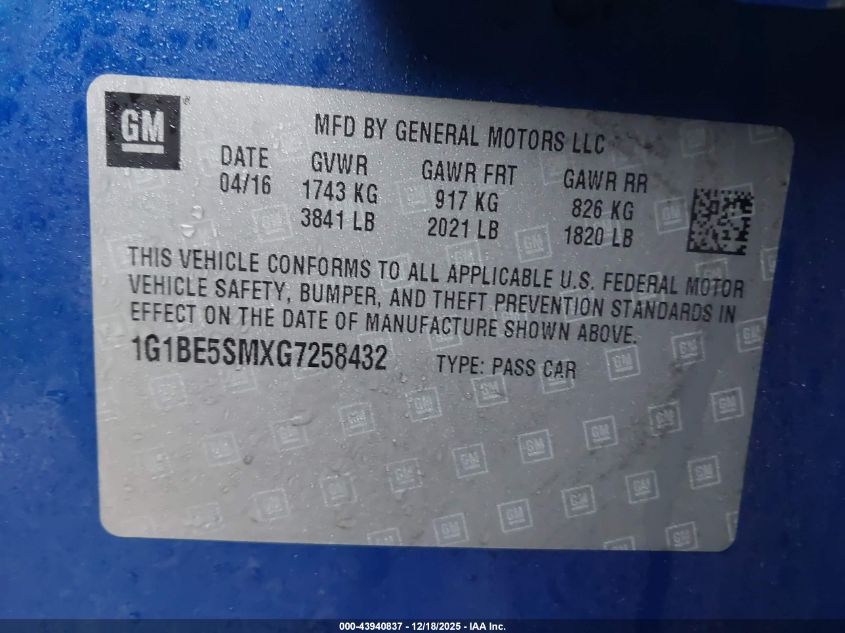 GM
MFD BY GENERAL MOTORS LLC
DATE GVWR GAWR FRT GAWR RR
04/16 1743 KG 917 KG 826 KG
3841 LB 2021 LB 1820 LB
THIS VEHICLE CONFORMS TO ALL APPLICABLE U.S. FEDERAL MOTOR
VEHICLE SAFETY, BUMPER, AND THEFT PREVENTION STANDARDS IN
EFFECT ON THE DATE OF MANUFACTURE SHOWN ABOVE.
1G1BE5SMXG7258432 TYPE: PASS CAR
000-43940837 - 12/18/2025 - IAA Inc.